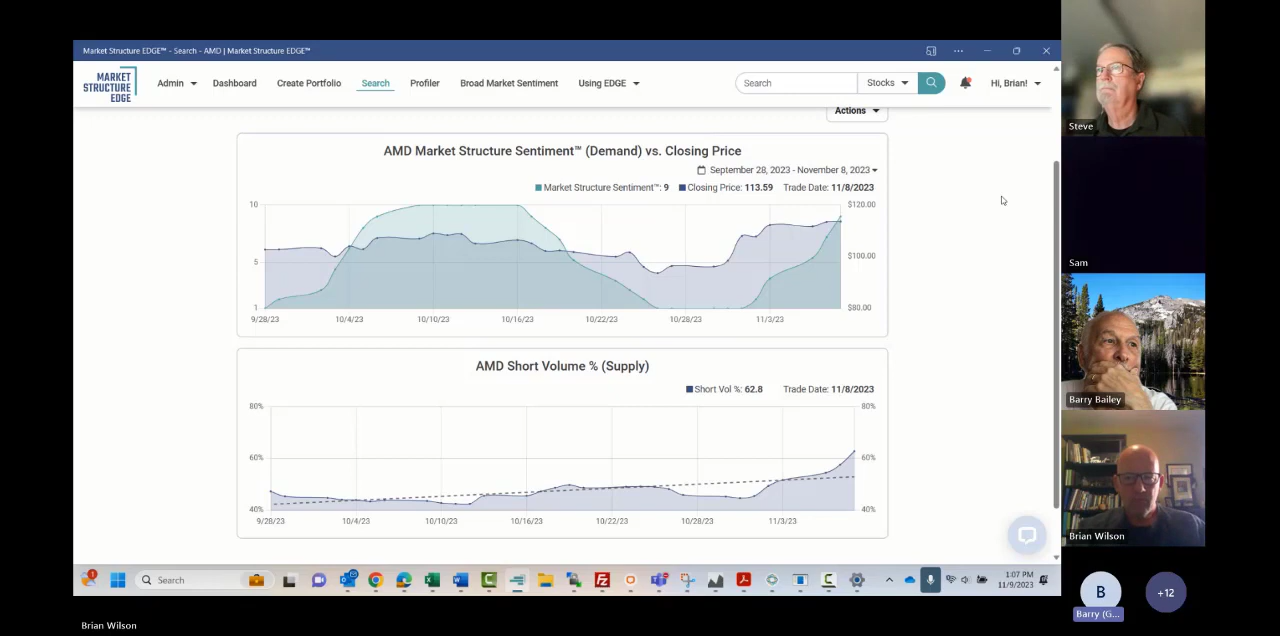 Market Structure EDGE™ - Search - AMD | Market Structure EDGE™
MARKET
STRUCTURE
EDGE
Admin
Dashboard
Create Portfolio
Search
Profiler
Broad Market Sentiment
Using EDGE
Search
Stocks
Hi, Brian!
Actions
AMD Market Structure Sentiment™ (Demand) vs. Closing Price
September 28, 2023 - November 8, 2023
Market Structure Sentiment™: 9 Closing Price: 113.59 Trade Date: 11/8/2023
10 $120.00
5 $100.00
1 $80.00
9/28/23 10/4/23 10/10/23 10/16/23 10/22/23 10/28/23 11/3/23
AMD Short Volume % (Supply)
Short Vol %: 62.8 Trade Date: 11/8/2023
80% 80%
60% 60%
40% 40%
9/28/23 10/4/23 10/10/23 10/16/23 10/22/23 10/28/23 11/3/23
Search
1:07 PM
11/9/2023
Steve
Sam
Barry Bailey
Brian Wilson
B
Barry (G...
+12
Brian Wilson